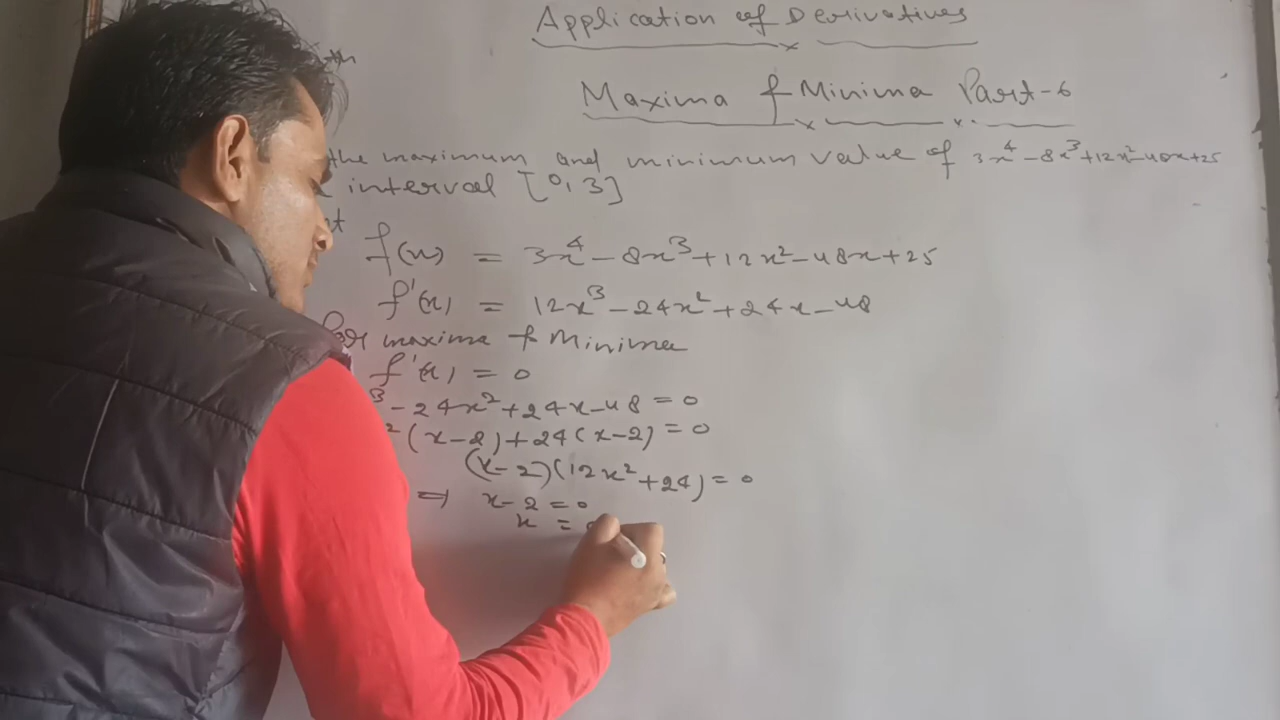 Application of Derivatives
Maxima & Minima Part-6
the maximum and minimum value of 3x⁴-8x³+12x²-48x+25
interval [0,3]
f(x) = 3x⁴-8x³+12x²-48x+25
f'(x) = 12x³-24x²+24x-48
for maxima & Minima
f'(x) = 0
³-24x²+24x-48=0
²(x-2)+24(x-2)=0
(x-2)(12x²+24)=0
⇒ x-2=0
x =